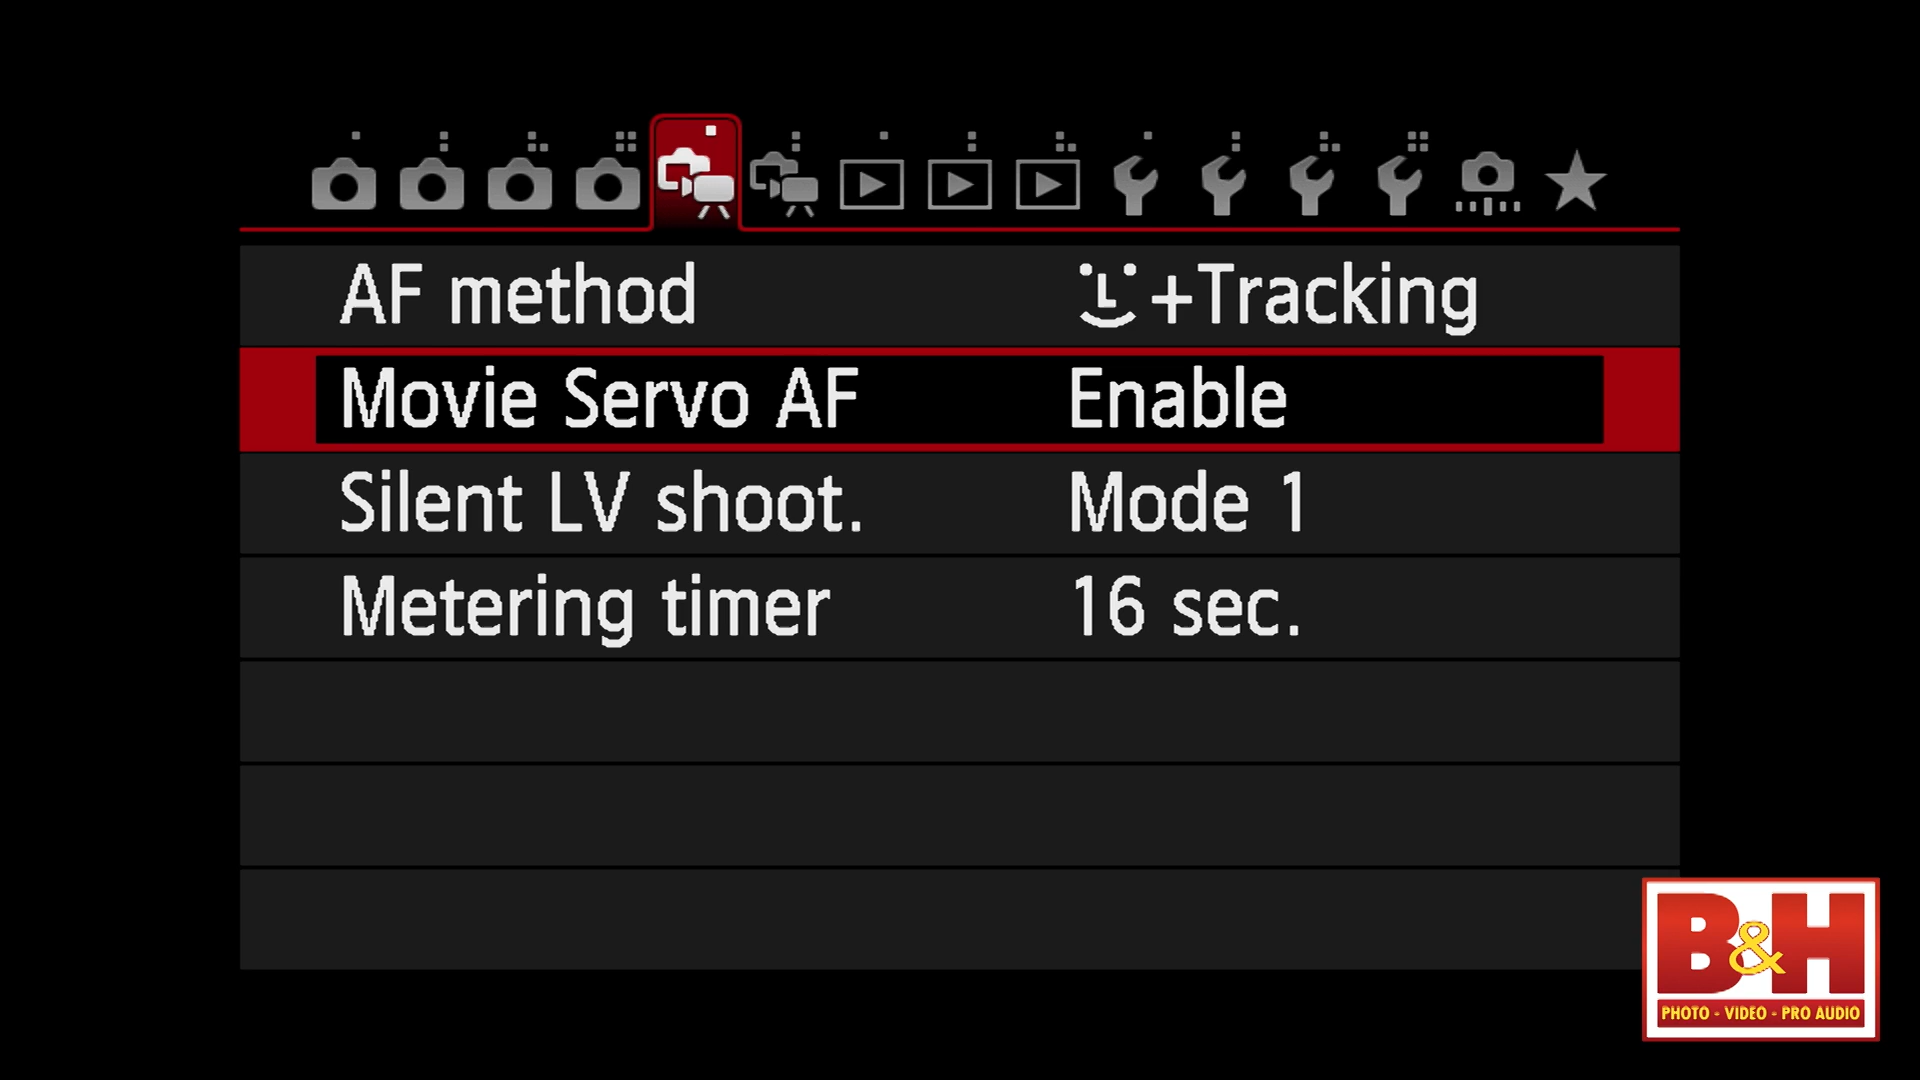 AF method +Tracking
Movie Servo AF Enable
Silent LV shoot. Mode 1
Metering timer 16 sec.
B&H
PHOTO - VIDEO - PRO AUDIO